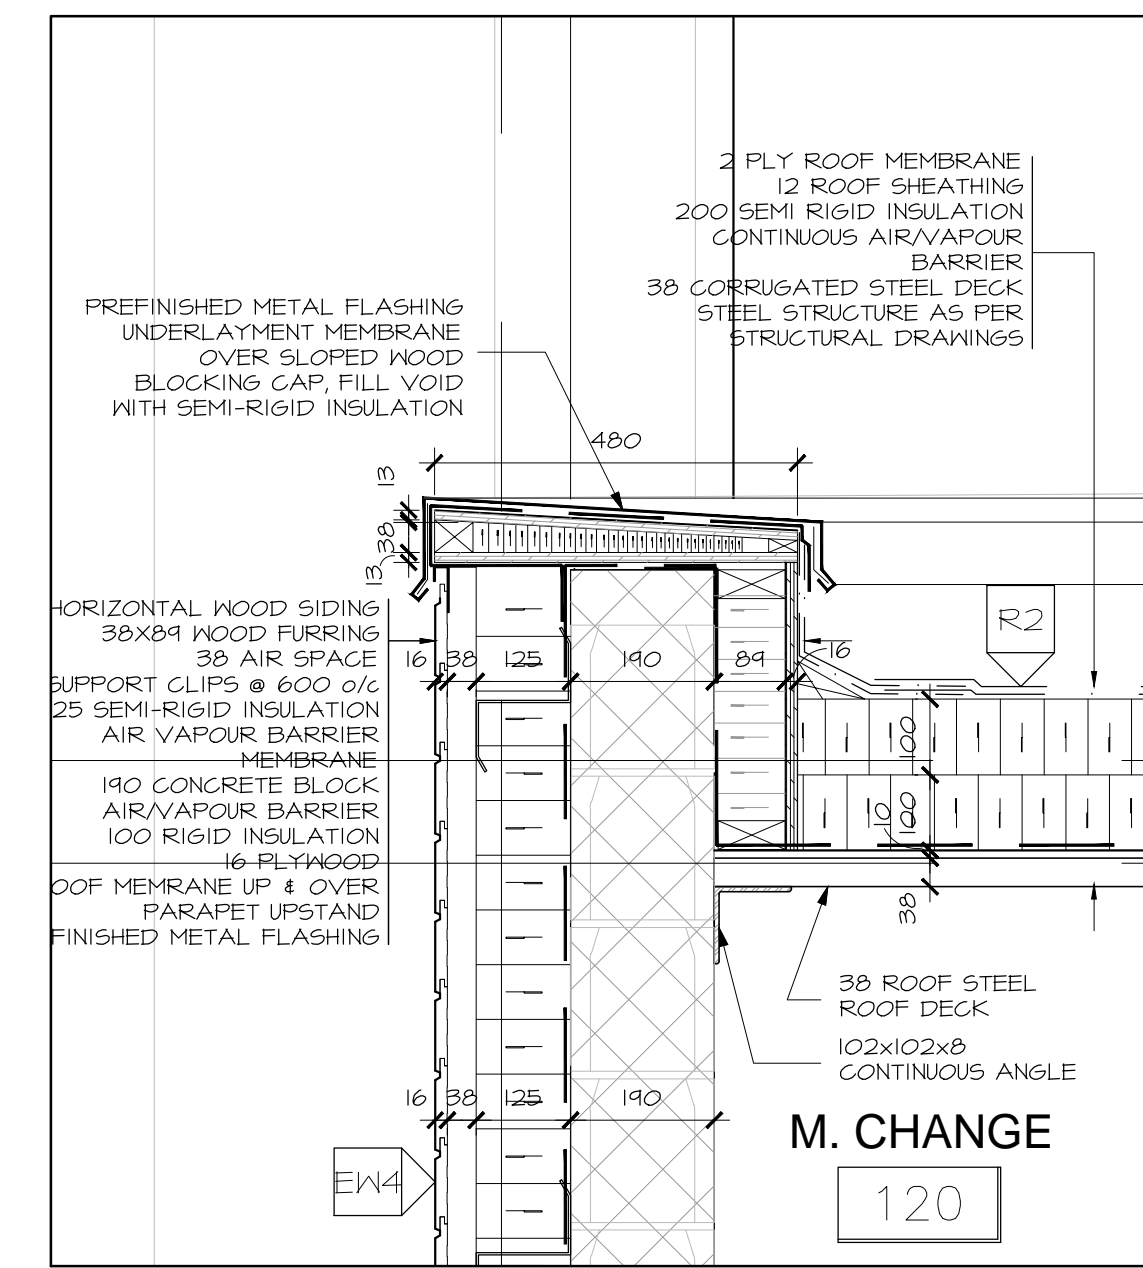 2 PLY ROOF MEMBRANE
12 ROOF SHEATHING
200 SEMI RIGID INSULATION
CONTINUOUS AIR/VAPOUR
BARRIER
38 CORRUGATED STEEL DECK
STEEL STRUCTURE AS PER
STRUCTURAL DRAWINGS
PREFINISHED METAL FLASHING
UNDERLAYMENT MEMBRANE
OVER SLOPED WOOD
BLOCKING CAP, FILL VOID
WITH SEMI-RIGID INSULATION
480
13
38
13
HORIZONTAL WOOD SIDING
38X89 WOOD FURRING
38 AIR SPACE
SUPPORT CLIPS @ 600 o/c
25 SEMI-RIGID INSULATION
AIR VAPOUR BARRIER
MEMBRANE
190 CONCRETE BLOCK
AIR/VAPOUR BARRIER
100 RIGID INSULATION
16 PLYWOOD
OOF MEMRANE UP & OVER
PARAPET UPSTAND
FINISHED METAL FLASHING
16 38 125 190 89 16
R2
100
10 100
38
38 ROOF STEEL
ROOF DECK
102x102x8
CONTINUOUS ANGLE
16 38 125 190
M. CHANGE
EW4
120